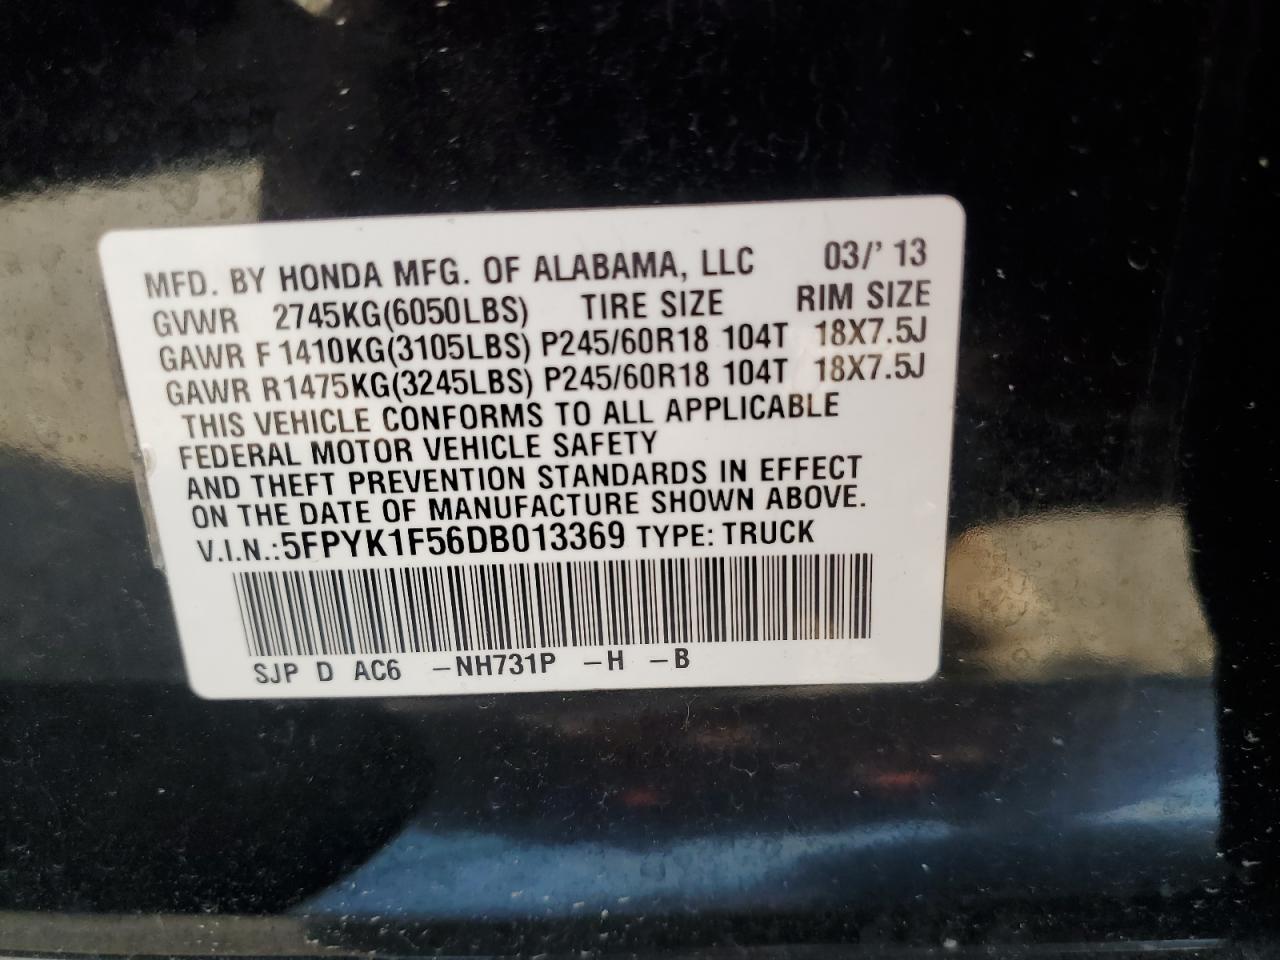 MFD. BY HONDA MFG. OF ALABAMA, LLC 03/' 13
GVWR 2745KG(6050LBS) TIRE SIZE RIM SIZE
GAWR F 1410KG(3105LBS) P245/60R18 104T 18X7.5J
GAWR R1475KG(3245LBS) P245/60R18 104T 18X7.5J
THIS VEHICLE CONFORMS TO ALL APPLICABLE
FEDERAL MOTOR VEHICLE SAFETY
AND THEFT PREVENTION STANDARDS IN EFFECT
ON THE DATE OF MANUFACTURE SHOWN ABOVE.
V.I.N.:5FPYK1F56DB013369 TYPE: TRUCK
SJP D AC6 -NH731P -H -B